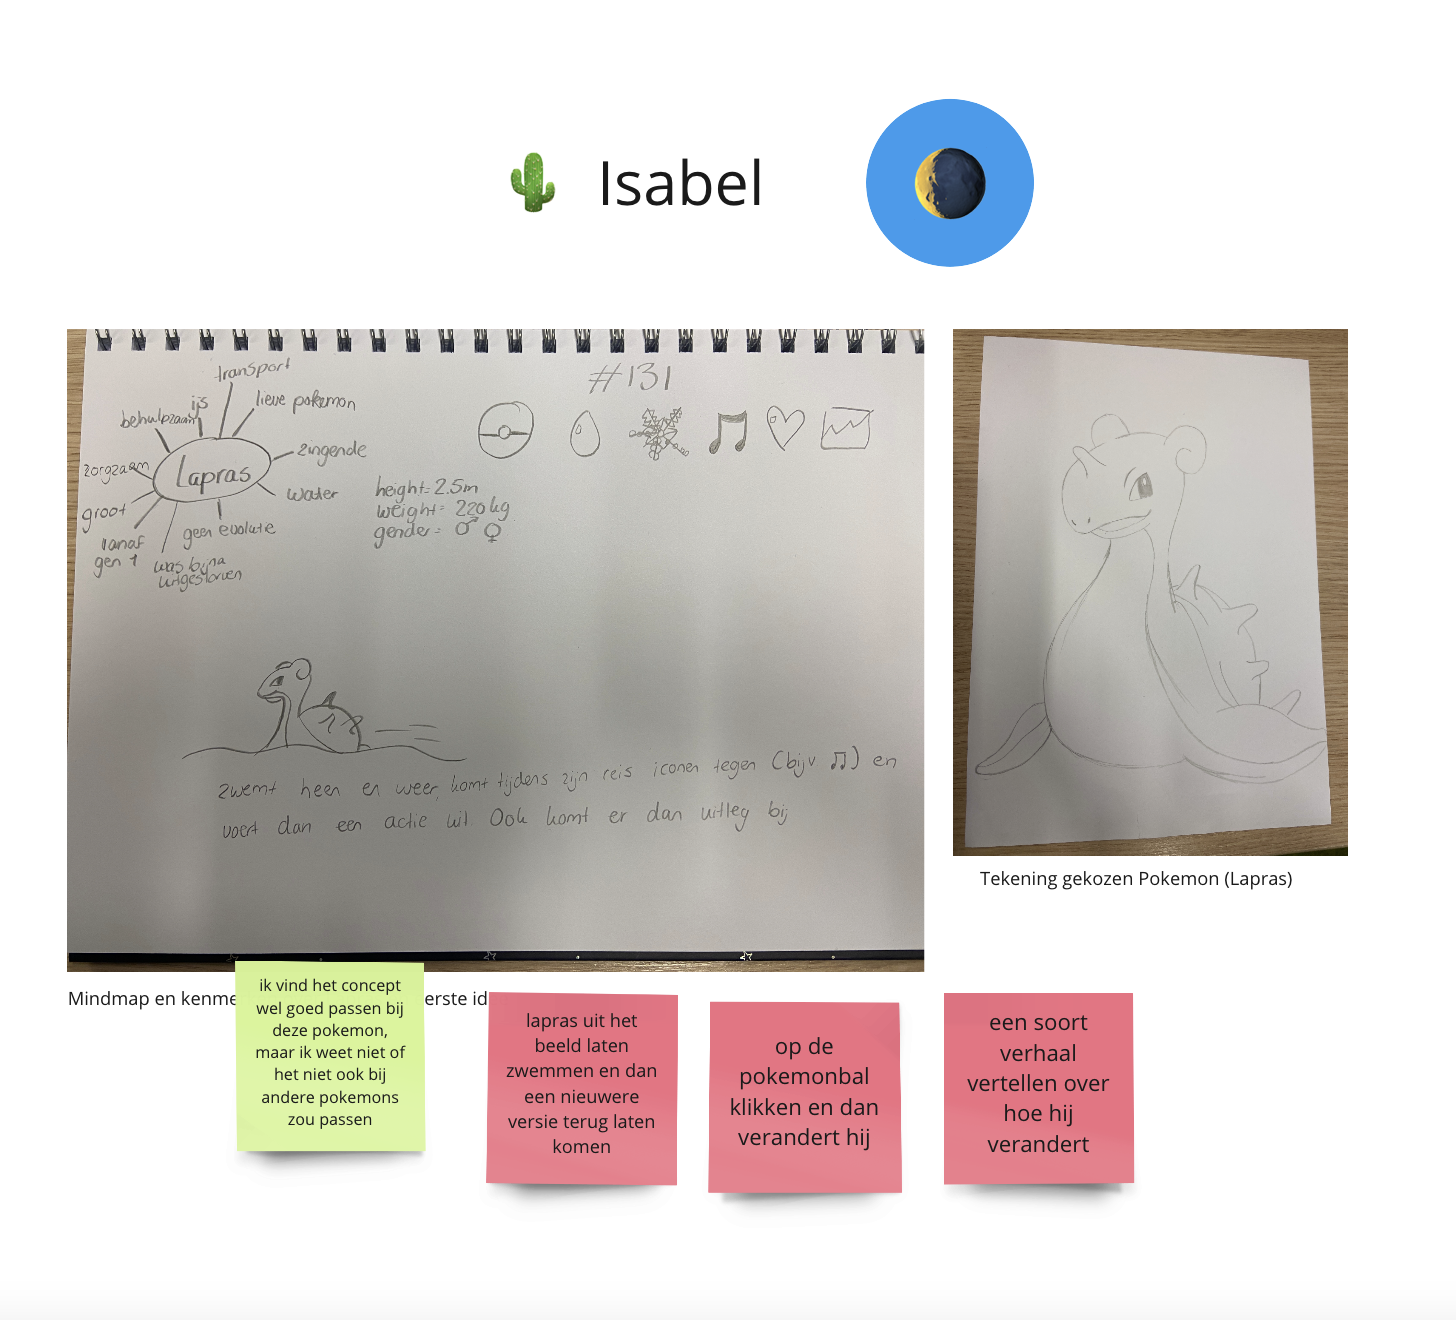 Isabel
transport
ijs
lieve pokemon
behulpzaam
zingende
zorgzaam
Lapras
water
groot
geen evolutie
vanaf
gen 1
was bijna
uitgestorven
#131
height= 2.5m
weight= 220 kg
gender= ♂ ♀
zwemt heen en weer, komt tijdens zijn reis iconen tegen (bijv ♫) en
voert dan een actie uit. Ook komt er dan uitleg bij
Tekening gekozen Pokemon (Lapras)
Mindmap en kenme
erste id
ik vind het concept
wel goed passen bij
deze pokemon,
maar ik weet niet of
het niet ook bij
andere pokemons
zou passen
lapras uit het
beeld laten
zwemmen en dan
een nieuwere
versie terug laten
komen
op de
pokemonbal
klikken en dan
verandert hij
een soort
verhaal
vertellen over
hoe hij
verandert